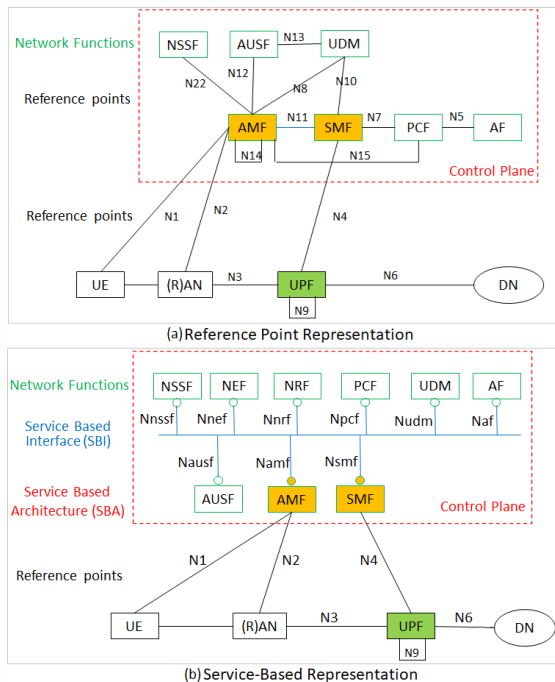 Network Functions
NSSF
AUSF
N13
UDM
N22
N12
N8
N10
Reference points
AMF
N11
SMF
N7
PCF
N5
AF
N14
N15
Control Plane
Reference points
N1
N2
N4
UE
(R)AN
N3
UPF
N6
DN
N9
(a) Reference Point Representation
Network Functions
NSSF
NEF
NRF
PCF
UDM
AF
Service Based
Interface (SBI)
Nnssf
Nnef
Nnrf
Npcf
Nudm
Naf
Nausf
Namf
Nsmf
Service Based
Architecture (SBA)
AUSF
AMF
SMF
Control Plane
Reference points
N1
N2
N4
UE
(R)AN
N3
UPF
N6
DN
N9
(b) Service-Based Representation